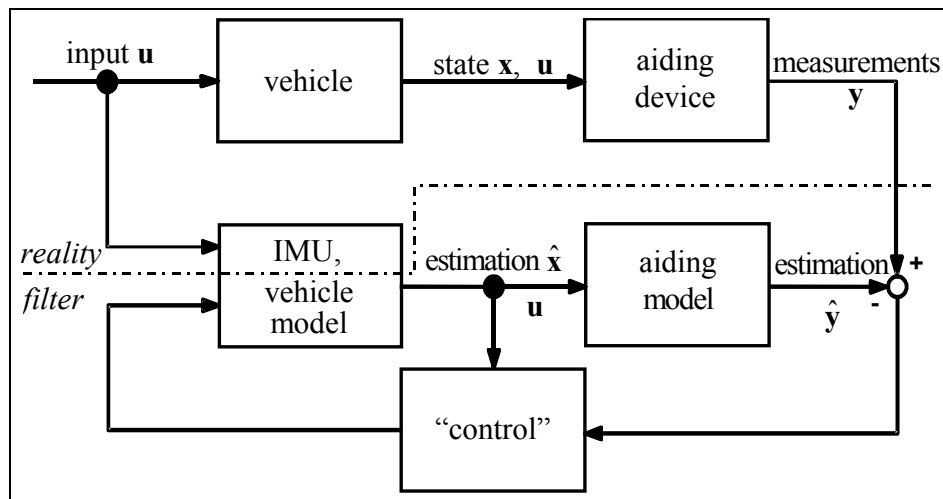 input u
vehicle
state x, u
aiding
device
measurements
y
reality
filter
IMU,
vehicle
model
estimation x̂
u
aiding
model
estimation
ŷ
+
-
“control”